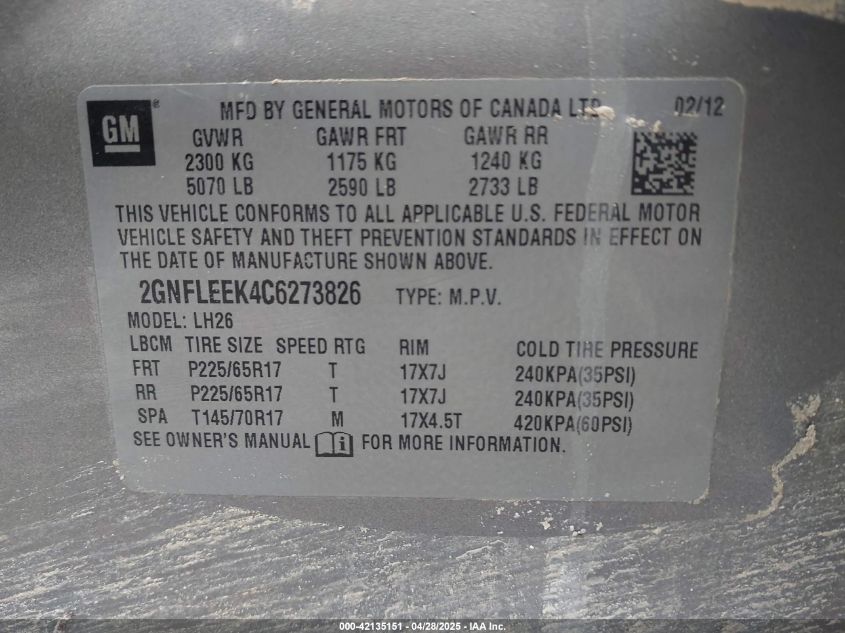 GM ® MFD BY GENERAL MOTORS OF CANADA LTD 02/12
GVWR GAWR FRT GAWR RR
2300 KG 1175 KG 1240 KG
5070 LB 2590 LB 2733 LB
THIS VEHICLE CONFORMS TO ALL APPLICABLE U.S. FEDERAL MOTOR
VEHICLE SAFETY AND THEFT PREVENTION STANDARDS IN EFFECT ON
THE DATE OF MANUFACTURE SHOWN ABOVE.
2GNFLEEK4C6273826 TYPE: M.P.V.
MODEL: LH26
LBCM TIRE SIZE SPEED RTG RIM COLD TIRE PRESSURE
FRT P225/65R17 T 17X7J 240KPA(35PSI)
RR P225/65R17 T 17X7J 240KPA(35PSI)
SPA T145/70R17 M 17X4.5T 420KPA(60PSI)
SEE OWNER'S MANUAL FOR MORE INFORMATION.
000-42135151 - 04/28/2025 - IAA Inc.